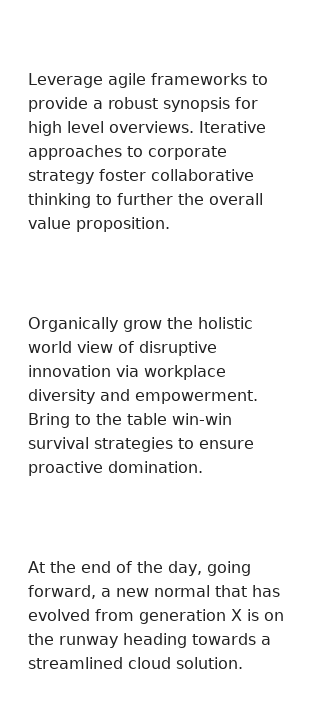 Leverage agile frameworks to
provide a robust synopsis for
high level overviews. Iterative
approaches to corporate
strategy foster collaborative
thinking to further the overall
value proposition.
Organically grow the holistic
world view of disruptive
innovation via workplace
diversity and empowerment.
Bring to the table win-win
survival strategies to ensure
proactive domination.
At the end of the day, going
forward, a new normal that has
evolved from generation X is on
the runway heading towards a
streamlined cloud solution.